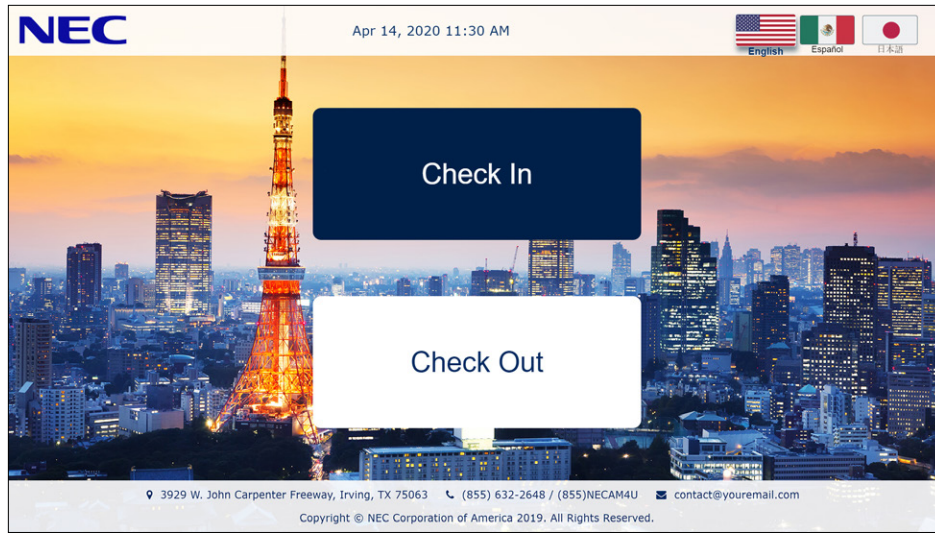 NEC
Apr 14, 2020 11:30 AM
English
Español
日本語
Check In
Check Out
3929 W. John Carpenter Freeway, Irving, TX 75063 (855) 632-2648 / (855)NECAM4U contact@youremail.com
Copyright © NEC Corporation of America 2019. All Rights Reserved.